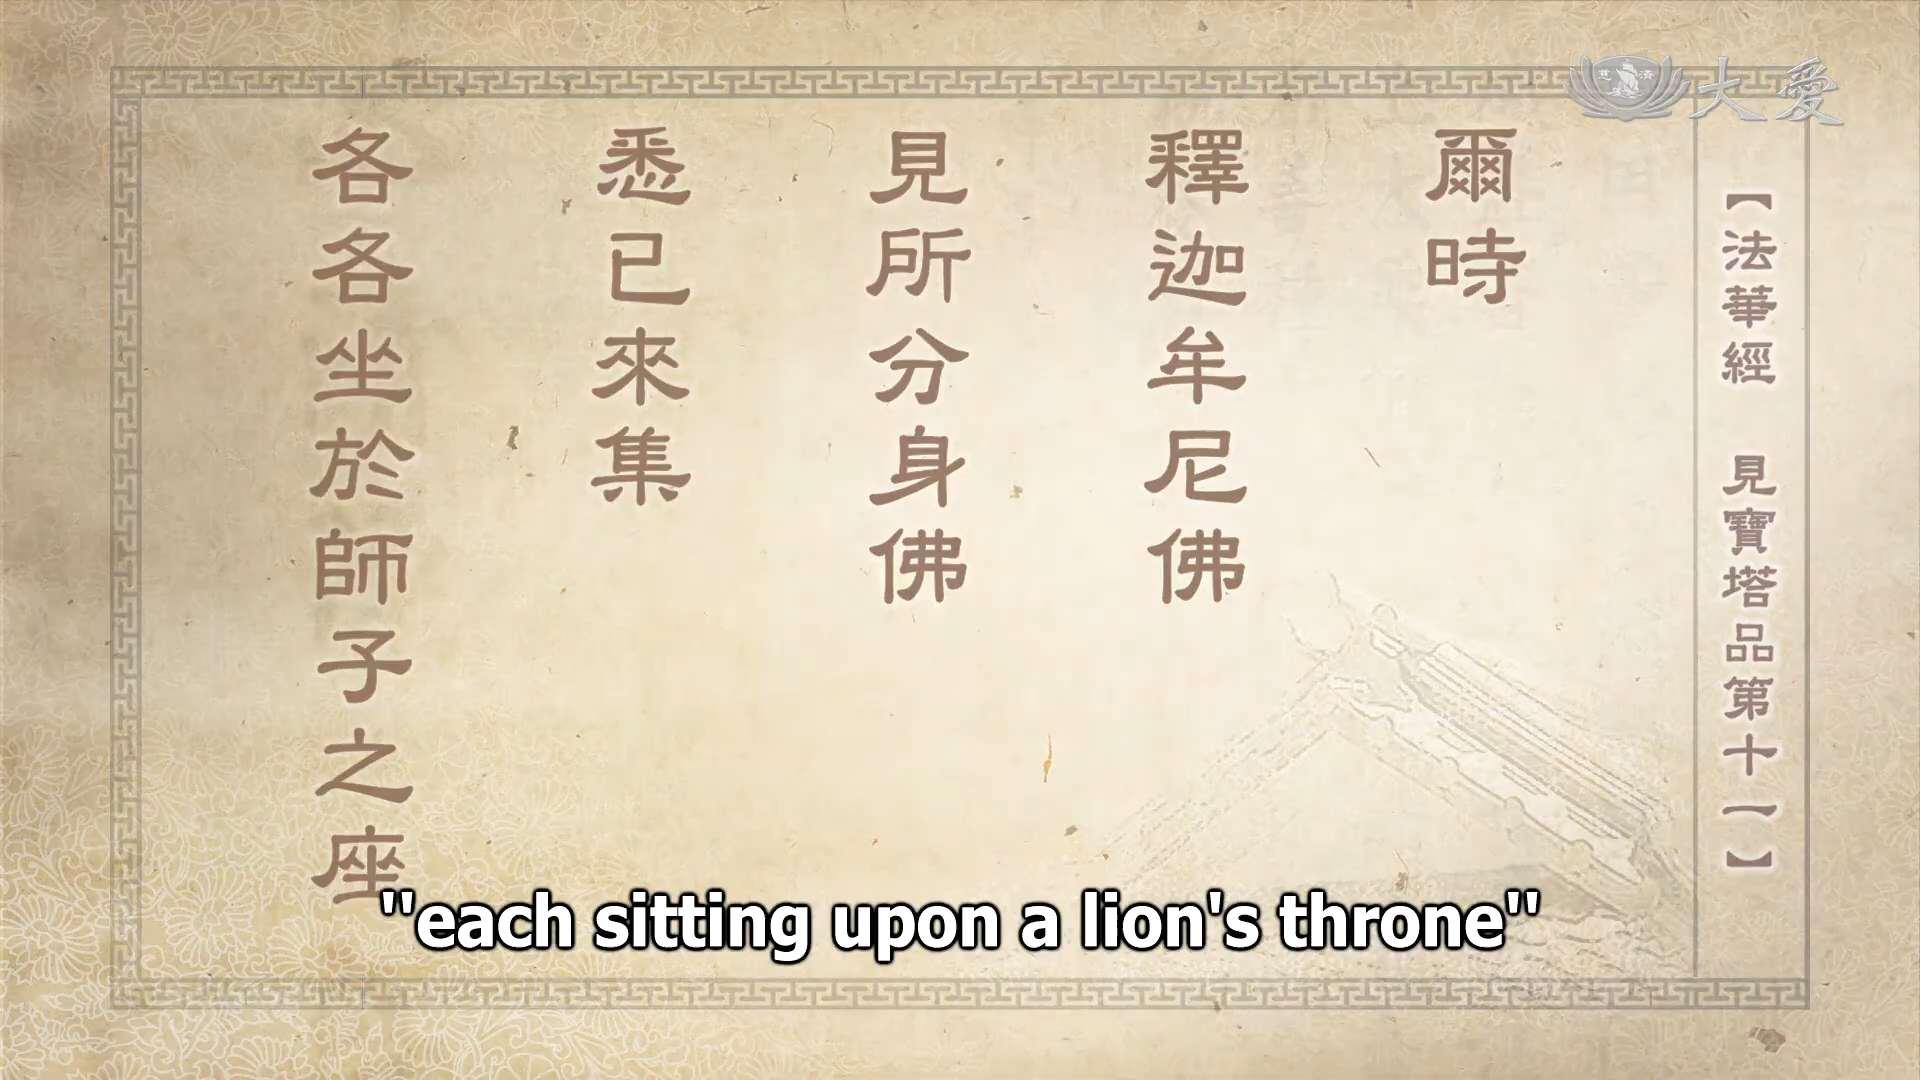 大愛
慈濟
【法華經　見寶塔品第十一】
爾時
釋迦牟尼佛
見所分身佛
悉已來集
各各坐於師子之座
"each sitting upon a lion's throne"